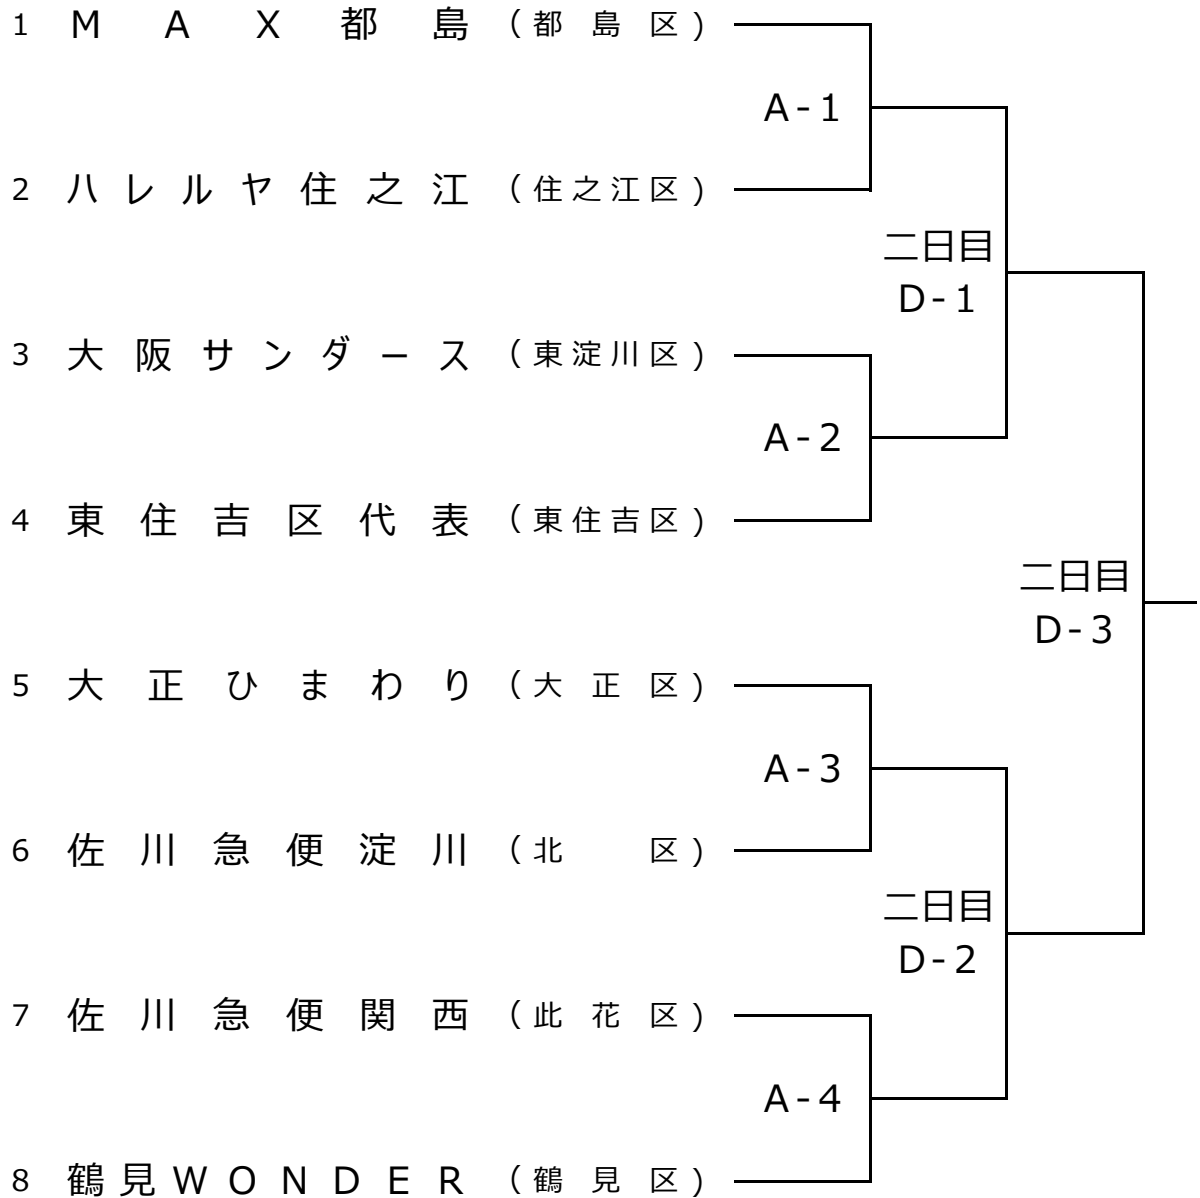 1 MAX都島 (都島区)
A-1
2 ハレルヤ住之江 (住之江区)
二日目
D-1
3 大阪サンダース (東淀川区)
A-2
4 東住吉区代表 (東住吉区)
二日目
D-3
5 大正ひまわり (大正区)
A-3
6 佐川急便淀川 (北区)
二日目
D-2
7 佐川急便関西 (此花区)
A-4
8 鶴見WONDER (鶴見区)